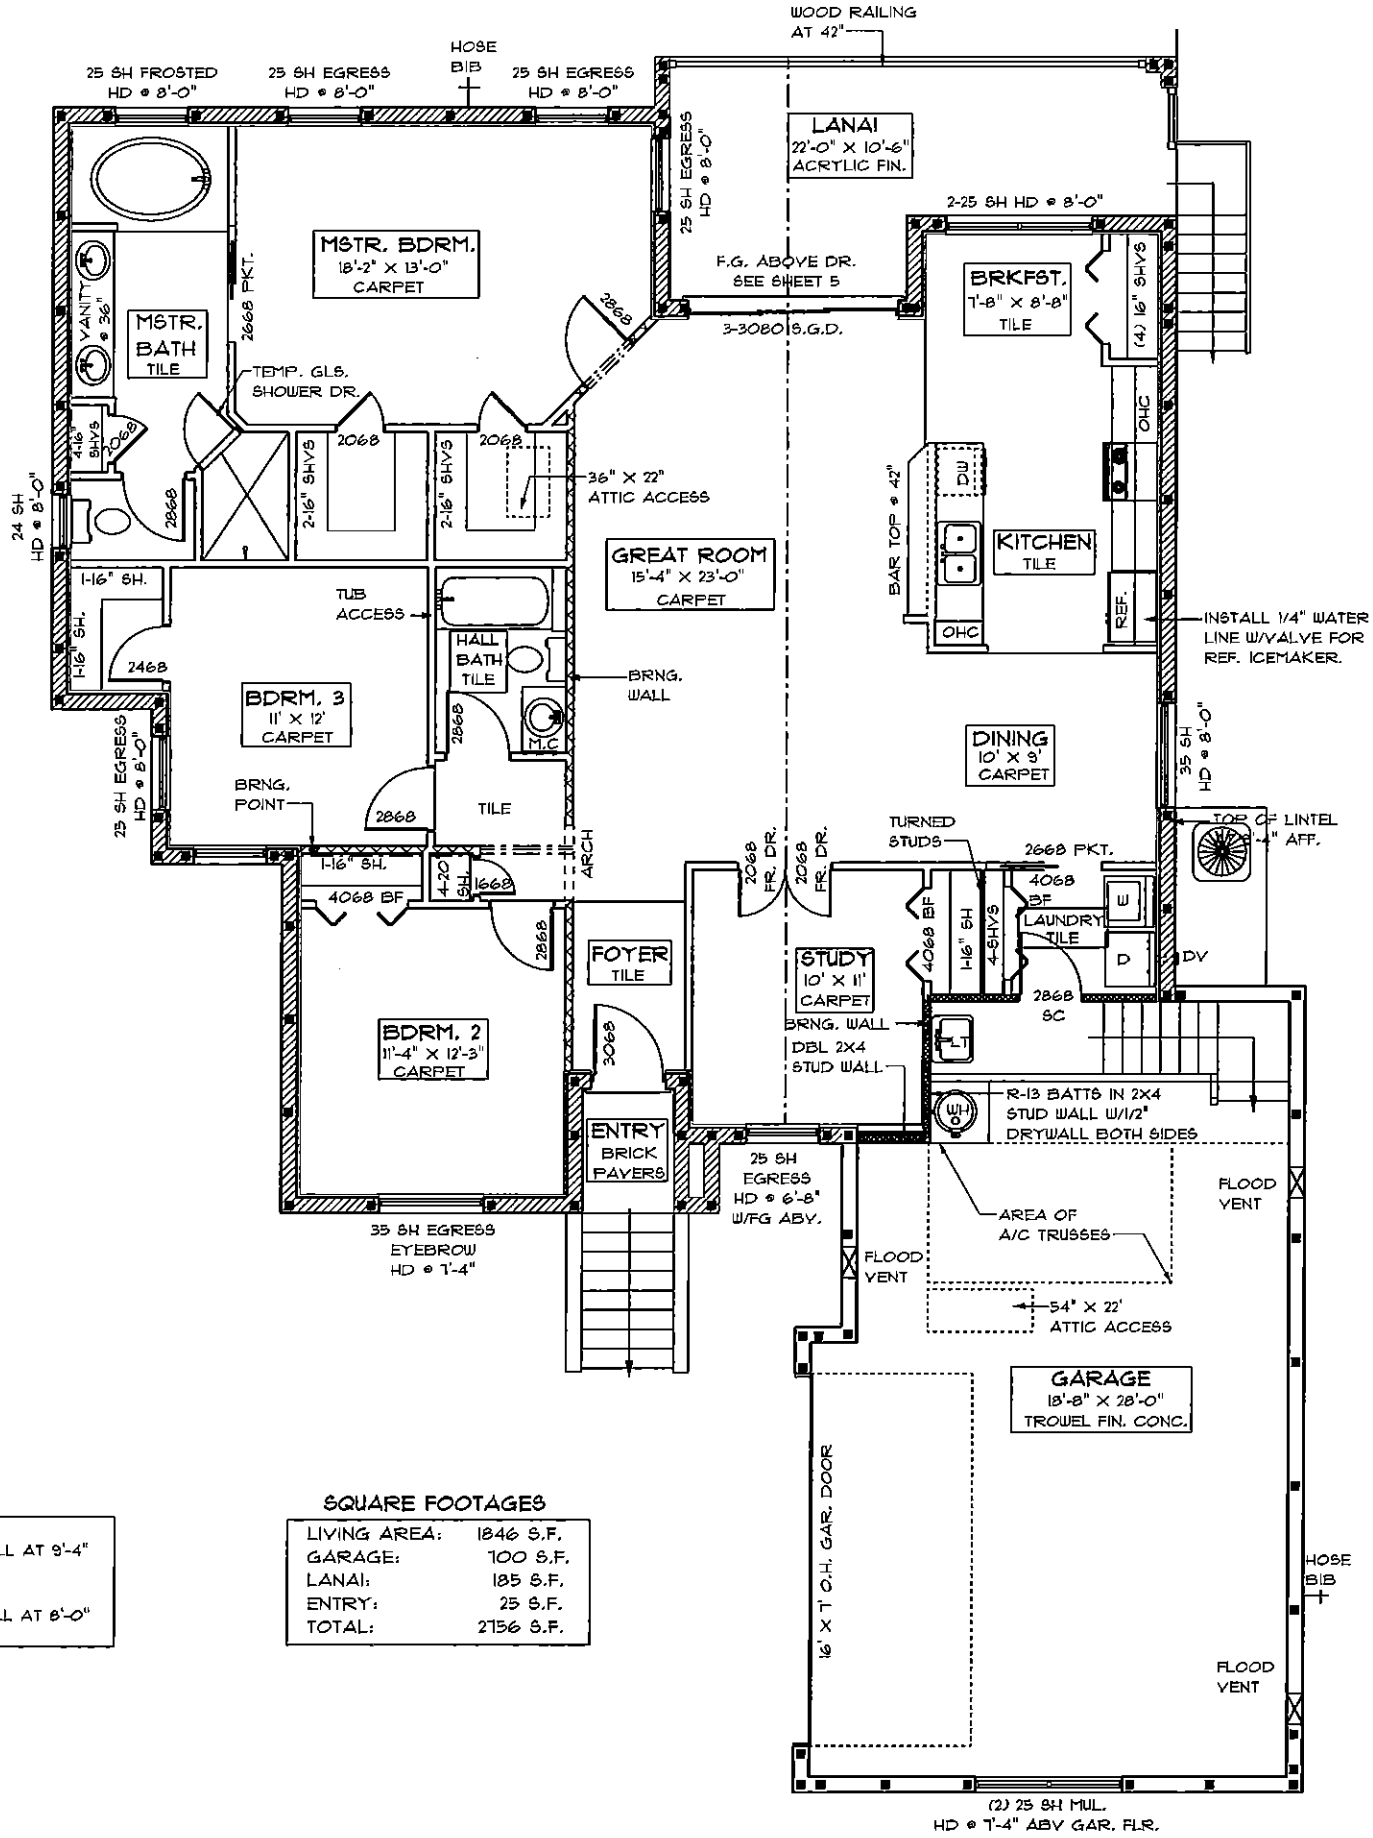 WOOD RAILING
AT 42"
HOSE
BIB
25 SH FROSTED
HD @ 8'-0"
25 SH EGRESS
HD @ 8'-0"
25 SH EGRESS
HD @ 8'-0"
25 SH EGRESS
HD @ 8'-0"
LANAI
22'-0" X 10'-6"
ACRYLIC FIN.
2-25 SH HD @ 8'-0"
MSTR. BDRM.
18'-2" X 13'-0"
CARPET
2668 PKT.
F.G. ABOVE DR.
SEE SHEET 5
BRKFST.
7'-8" X 8'-8"
TILE
(4) 16" SHVS
VANITY
@ 36"
MSTR.
BATH
TILE
2868
3-3080 S.G.D.
TEMP. GLS.
SHOWER DR.
4-16"
SHVS
2068
2068
2068
2-16" SHVS
2-16" SHVS
36" X 22"
ATTIC ACCESS
OHC
DW
BAR TOP @ 42"
24 SH
HD @ 8'-0"
2868
GREAT ROOM
15'-4" X 23'-0"
CARPET
KITCHEN
TILE
1-16" SH.
1-16" SH.
TUB
ACCESS
HALL
BATH
TILE
REF.
OHC
INSTALL 1/4" WATER
LINE W/VALVE FOR
REF. ICEMAKER.
2468
BRNG.
WALL
BDRM. 3
11' X 12'
CARPET
2868
M.C
25 SH EGRESS
HD @ 8'-0"
DINING
10' X 9'
CARPET
35 SH
HD @ 8'-0"
BRNG.
POINT
2868
TILE
TOP OF LINTEL
'-4" AFF.
TURNED
STUDS
2668 PKT.
1-16" SH.
4-20"
SH.
1668
ARCH
2068
FR. DR.
2068
FR. DR.
4068 BF
4068
BF
4068 BF
1-16" SH
4-SHVS
LAUNDRY
TILE
W
D
DV
2868
FOYER
TILE
STUDY
10' X 11'
CARPET
2868
SC
BDRM. 2
11'-4" X 12'-3"
CARPET
3068
BRNG. WALL
LT
DBL 2X4
STUD WALL
WH
R-13 BATTS IN 2X4
STUD WALL W/1/2"
DRYWALL BOTH SIDES
ENTRY
BRICK
PAVERS
25 SH
EGRESS
HD @ 6'-8"
W/FG ABV.
FLOOD
VENT
35 SH EGRESS
EYEBROW
HD @ 7'-4"
AREA OF
A/C TRUSSES
FLOOD
VENT
54" X 22'
ATTIC ACCESS
GARAGE
18'-8" X 28'-0"
TROWEL FIN. CONC.
16' X 7' O.H. GAR. DOOR
SQUARE FOOTAGES
LIVING AREA: 1846 S.F.
GARAGE: 700 S.F.
LANAI: 185 S.F.
ENTRY: 25 S.F.
TOTAL: 2756 S.F.
LL AT 9'-4"
LL AT 8'-0"
HOSE
BIB
FLOOD
VENT
(2) 25 SH MUL.
HD @ 7'-4" ABV GAR. FLR.